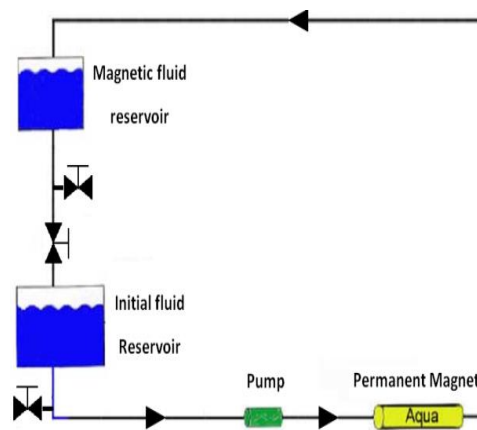 Magnetic fluid
reservoir
Initial fluid
Reservoir
Pump
Permanent Magnet
Aqua